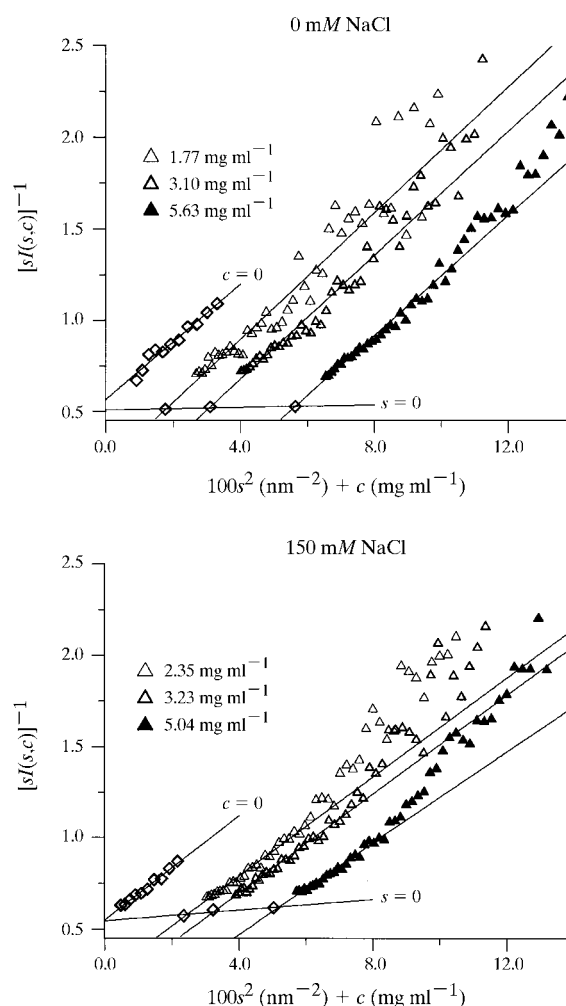 0 mM NaCl
2.5
2.0
1.5
1.0
0.5
[sI(s.c)]⁻¹
1.77 mg ml⁻¹
3.10 mg ml⁻¹
5.63 mg ml⁻¹
c = 0
s = 0
0.0 4.0 8.0 12.0
100s² (nm⁻²) + c (mg ml⁻¹)
150 mM NaCl
2.5
2.0
1.5
1.0
0.5
[sI(s.c)]⁻¹
2.35 mg ml⁻¹
3.23 mg ml⁻¹
5.04 mg ml⁻¹
c = 0
s = 0
0.0 4.0 8.0 12.0
100s² (nm⁻²) + c (mg ml⁻¹)